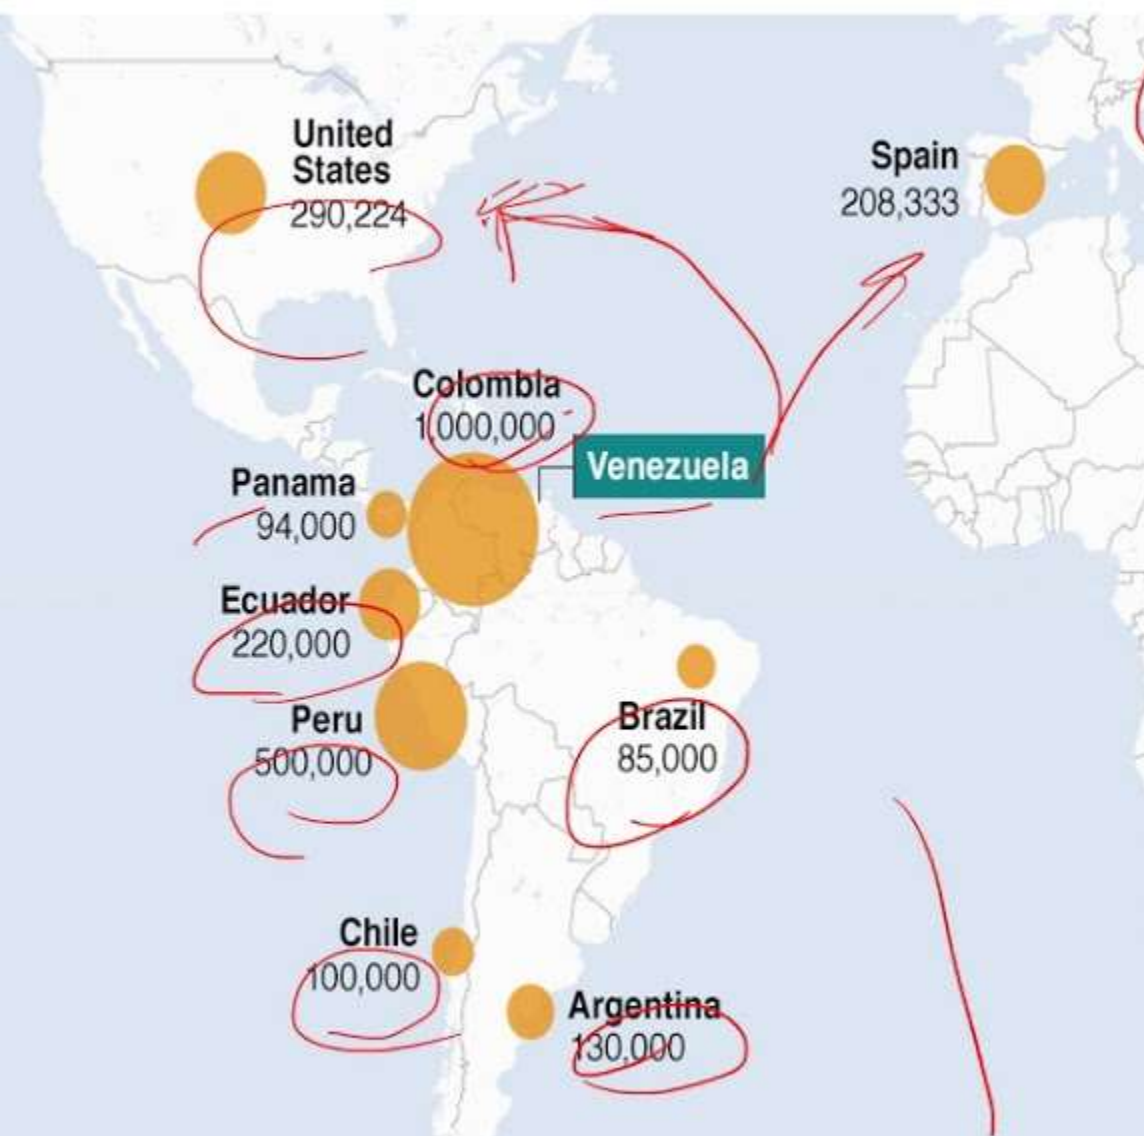 United
States
290,224
Spain
208,333
Colombia
1,000,000
Venezuela
Panama
94,000
Ecuador
220,000
Peru
500,000
Brazil
85,000
Chile
100,000
Argentina
130,000